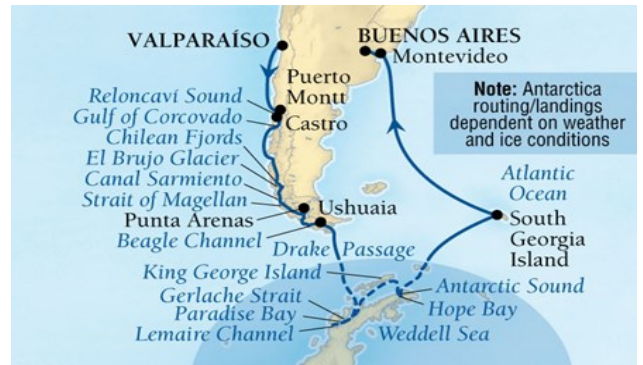 VALPARAÍSO
BUENOS AIRES
Montevideo
Puerto
Montt
Reloncaví Sound
Gulf of Corcovado
Castro
Chilean Fjords
El Brujo Glacier
Canal Sarmiento
Strait of Magellan
Punta Arenas
Ushuaia
Beagle Channel
Drake Passage
King George Island
Gerlache Strait
Paradise Bay
Lemaire Channel
Note: Antarctica
routing/landings
dependent on weather
and ice conditions
Atlantic
Ocean
South
Georgia
Island
Antarctic Sound
Hope Bay
Weddell Sea